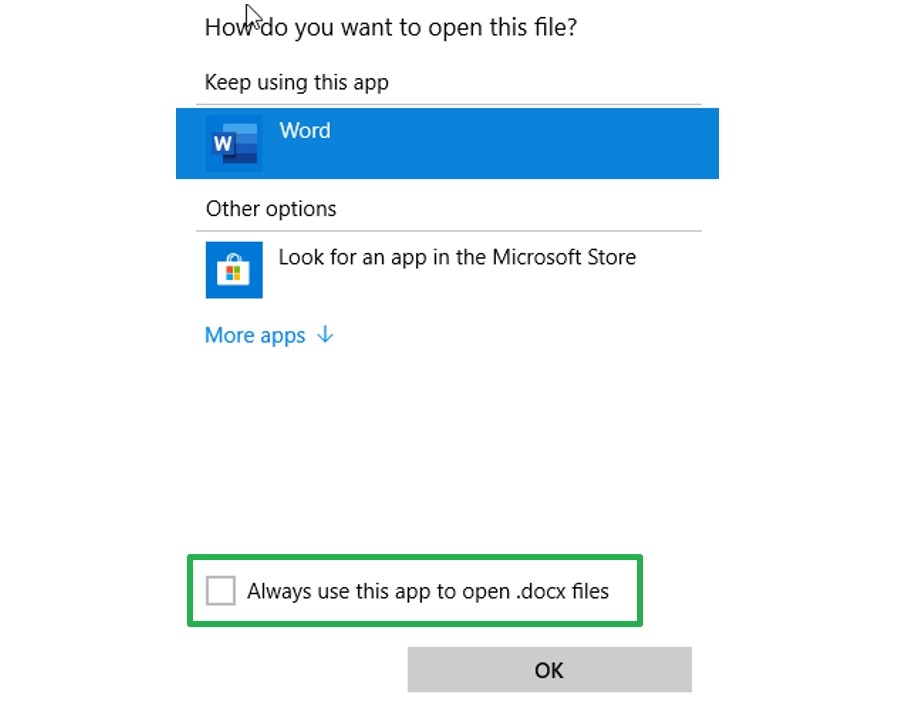 How do you want to open this file?
Keep using this app
W
Word
Other options
Look for an app in the Microsoft Store
More apps ↓
Always use this app to open .docx files
OK